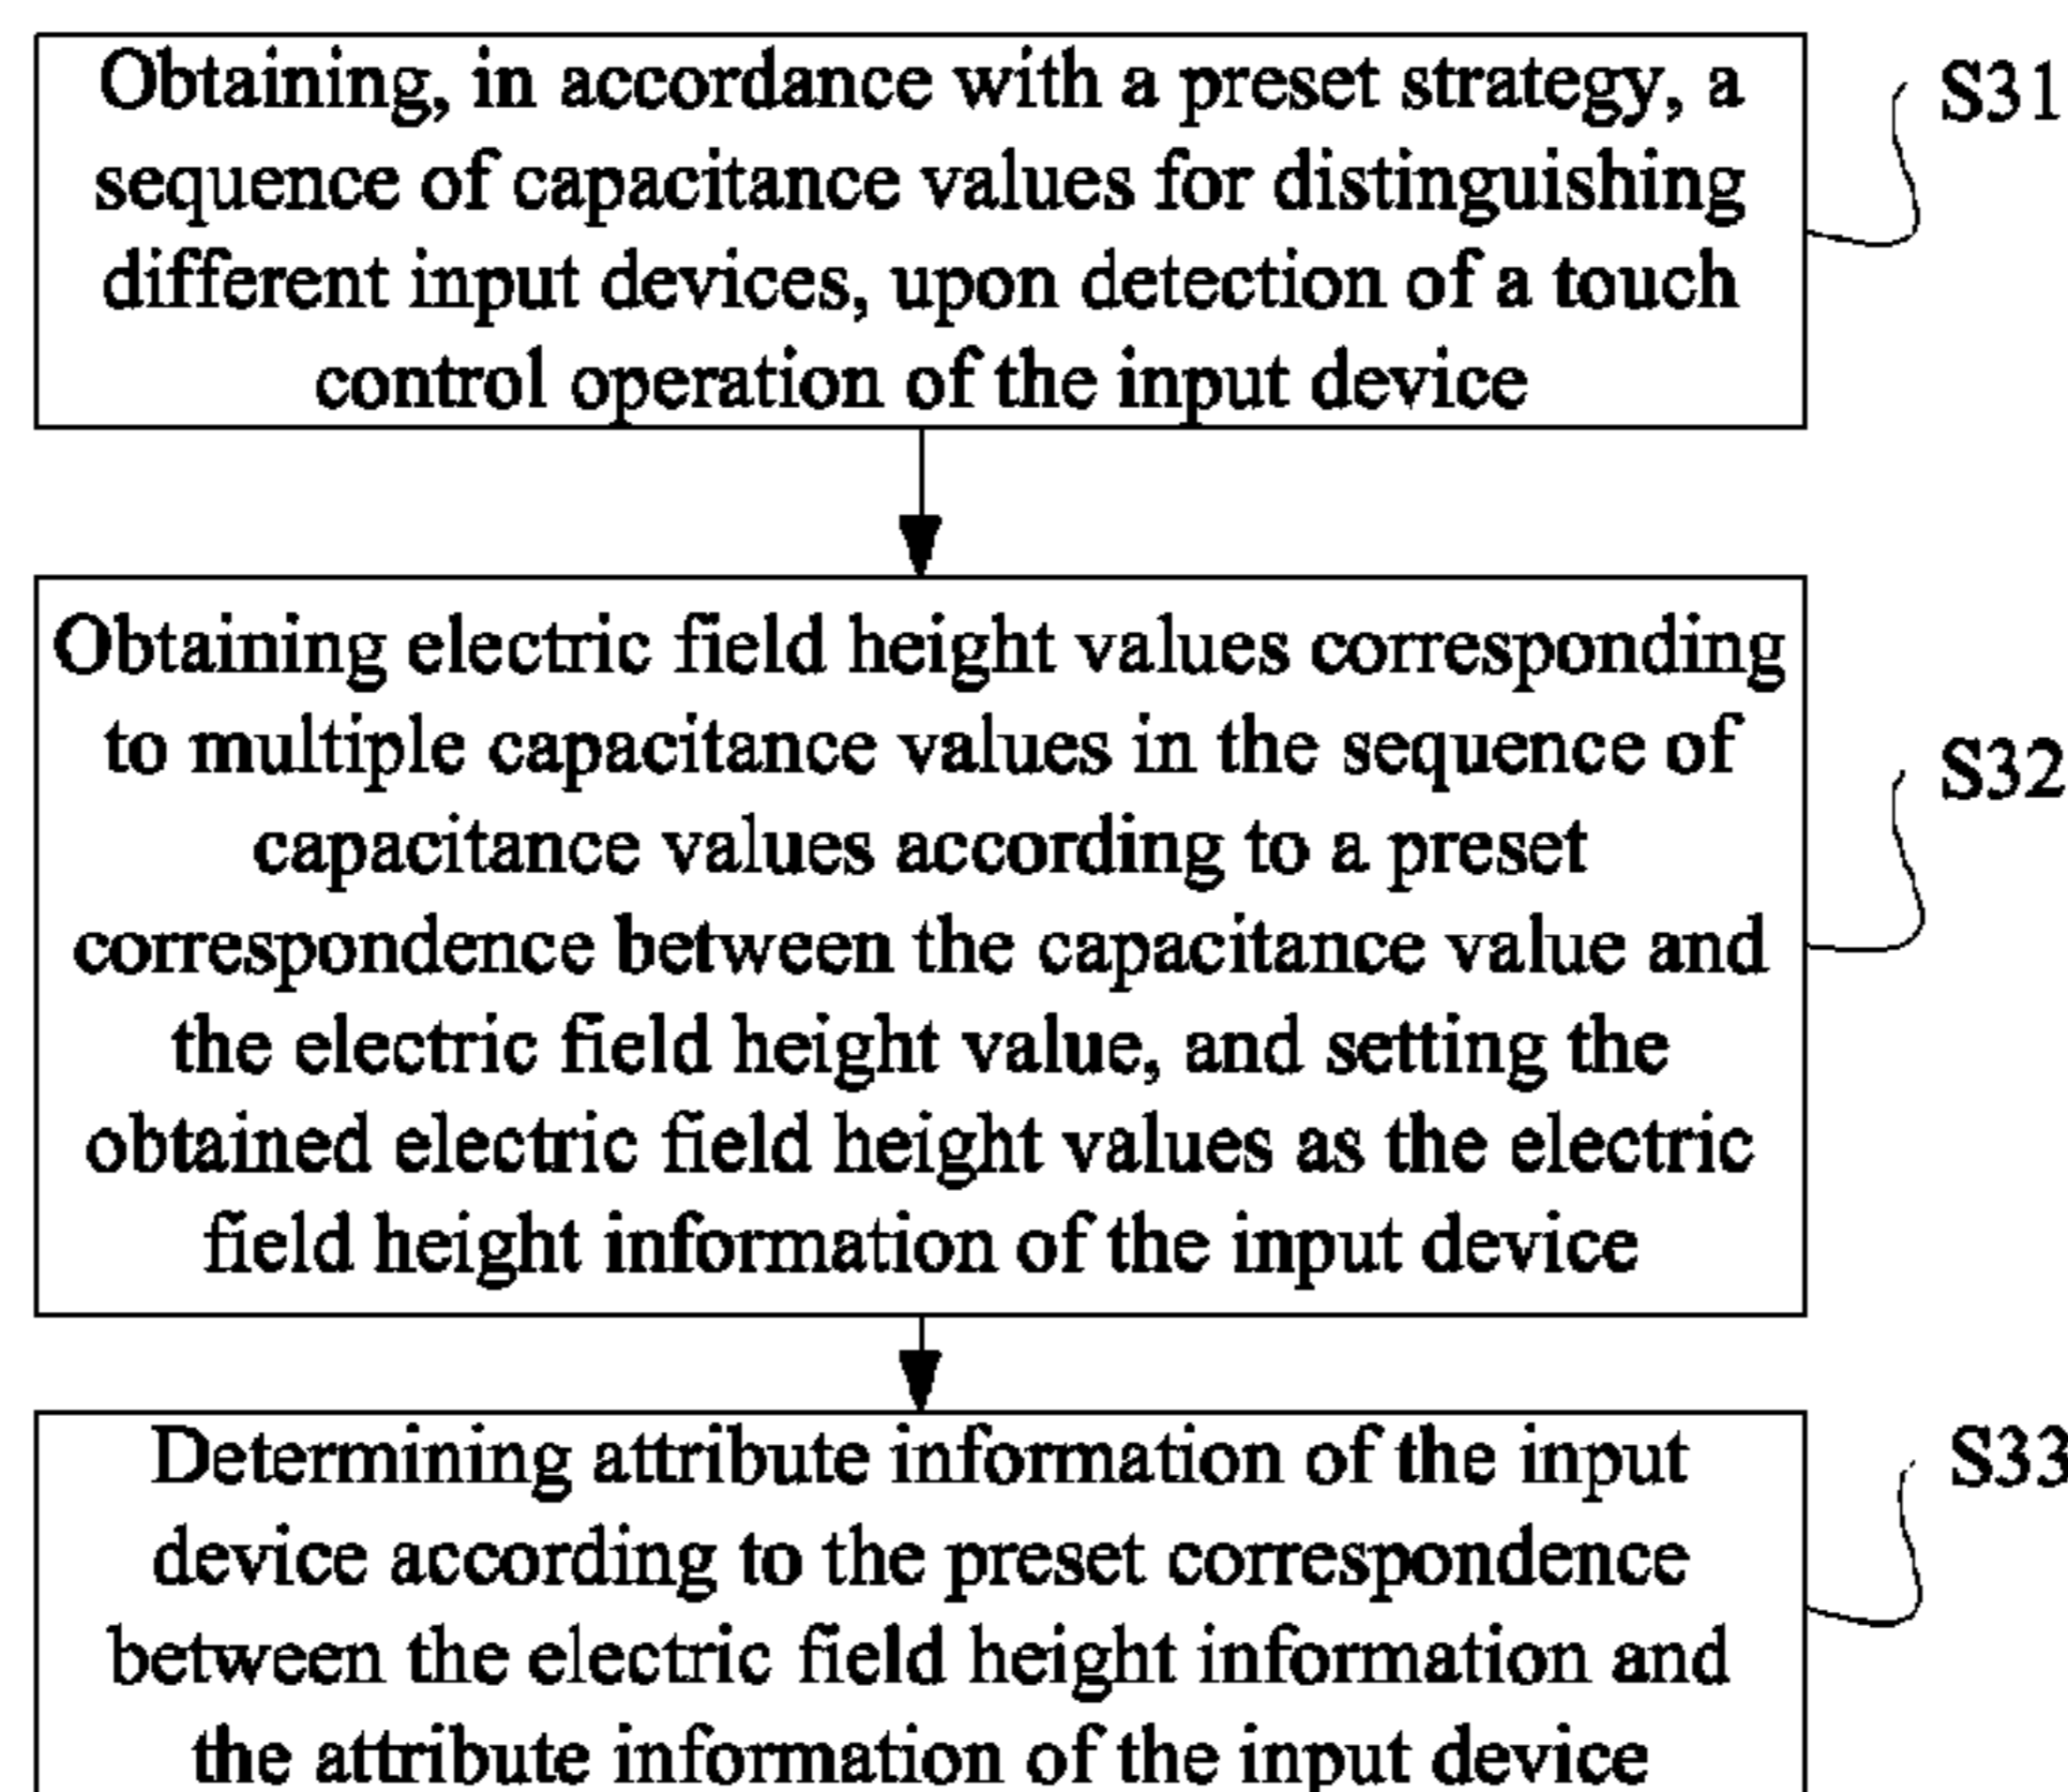 Obtaining, in accordance with a preset strategy, a
sequence of capacitance values for distinguishing
different input devices, upon detection of a touch
control operation of the input device
S31
Obtaining electric field height values corresponding
to multiple capacitance values in the sequence of
capacitance values according to a preset
correspondence between the capacitance value and
the electric field height value, and setting the
obtained electric field height values as the electric
field height information of the input device
S32
Determining attribute information of the input
device according to the preset correspondence
between the electric field height information and
the attribute information of the input device
S33